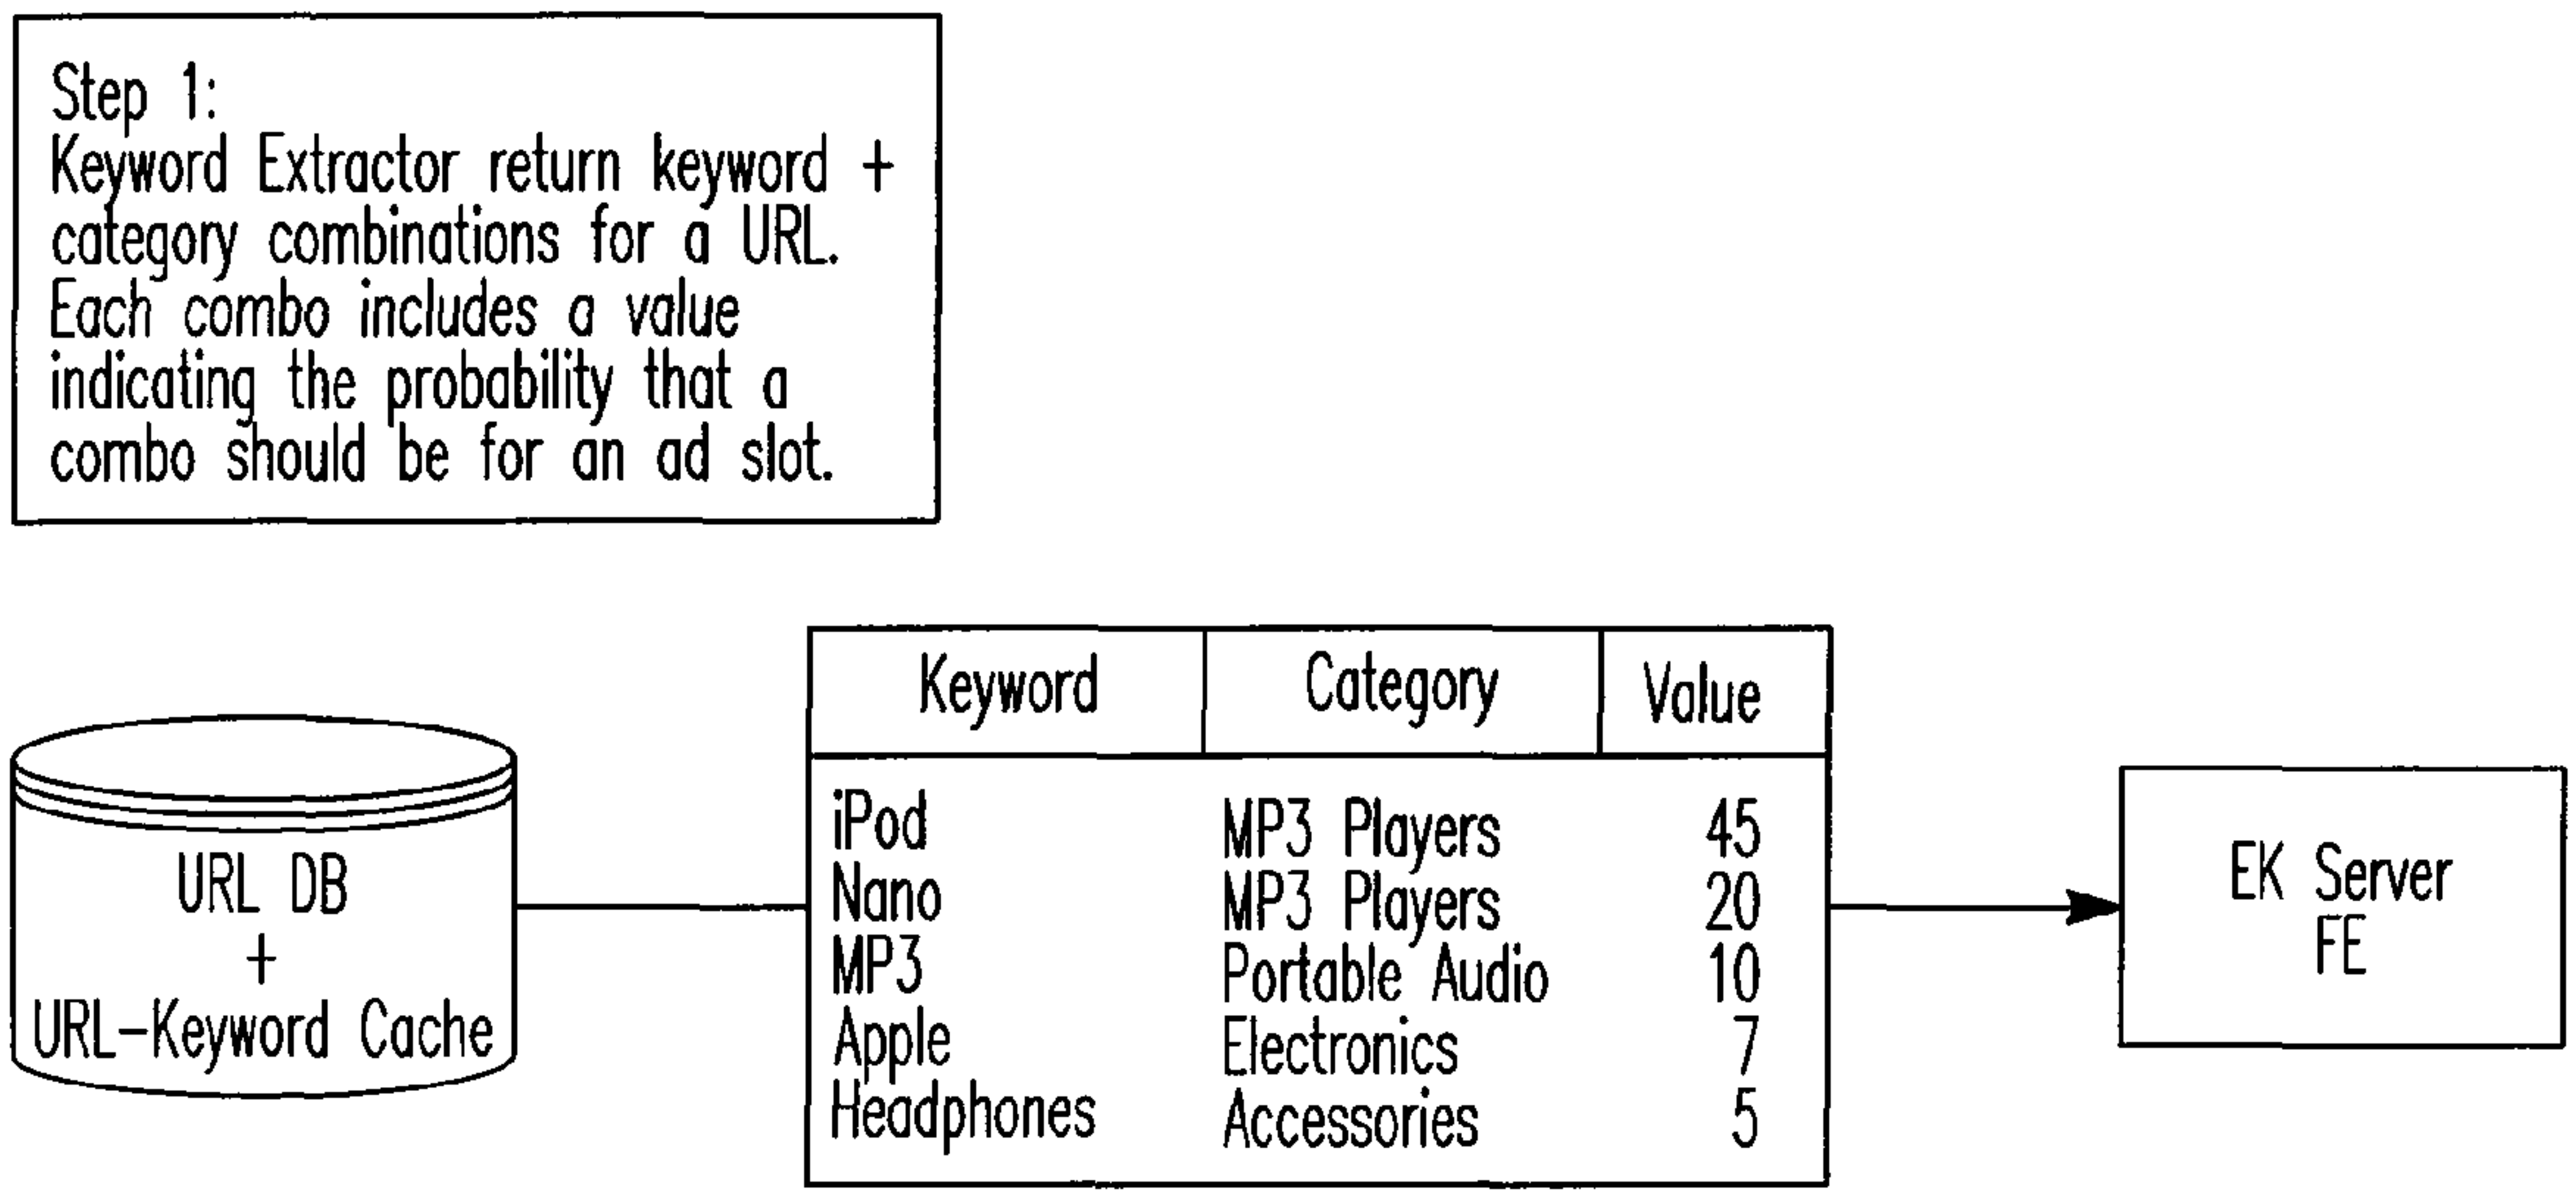 Step 1:
Keyword Extractor return keyword +
category combinations for a URL.
Each combo includes a value
indicating the probability that a
combo should be for an ad slot.
URL DB
+
URL-Keyword Cache
Keyword Category Value
iPod MP3 Players 45
Nano MP3 Players 20
MP3 Portable Audio 10
Apple Electronics 7
Headphones Accessories 5
EK Server
FE